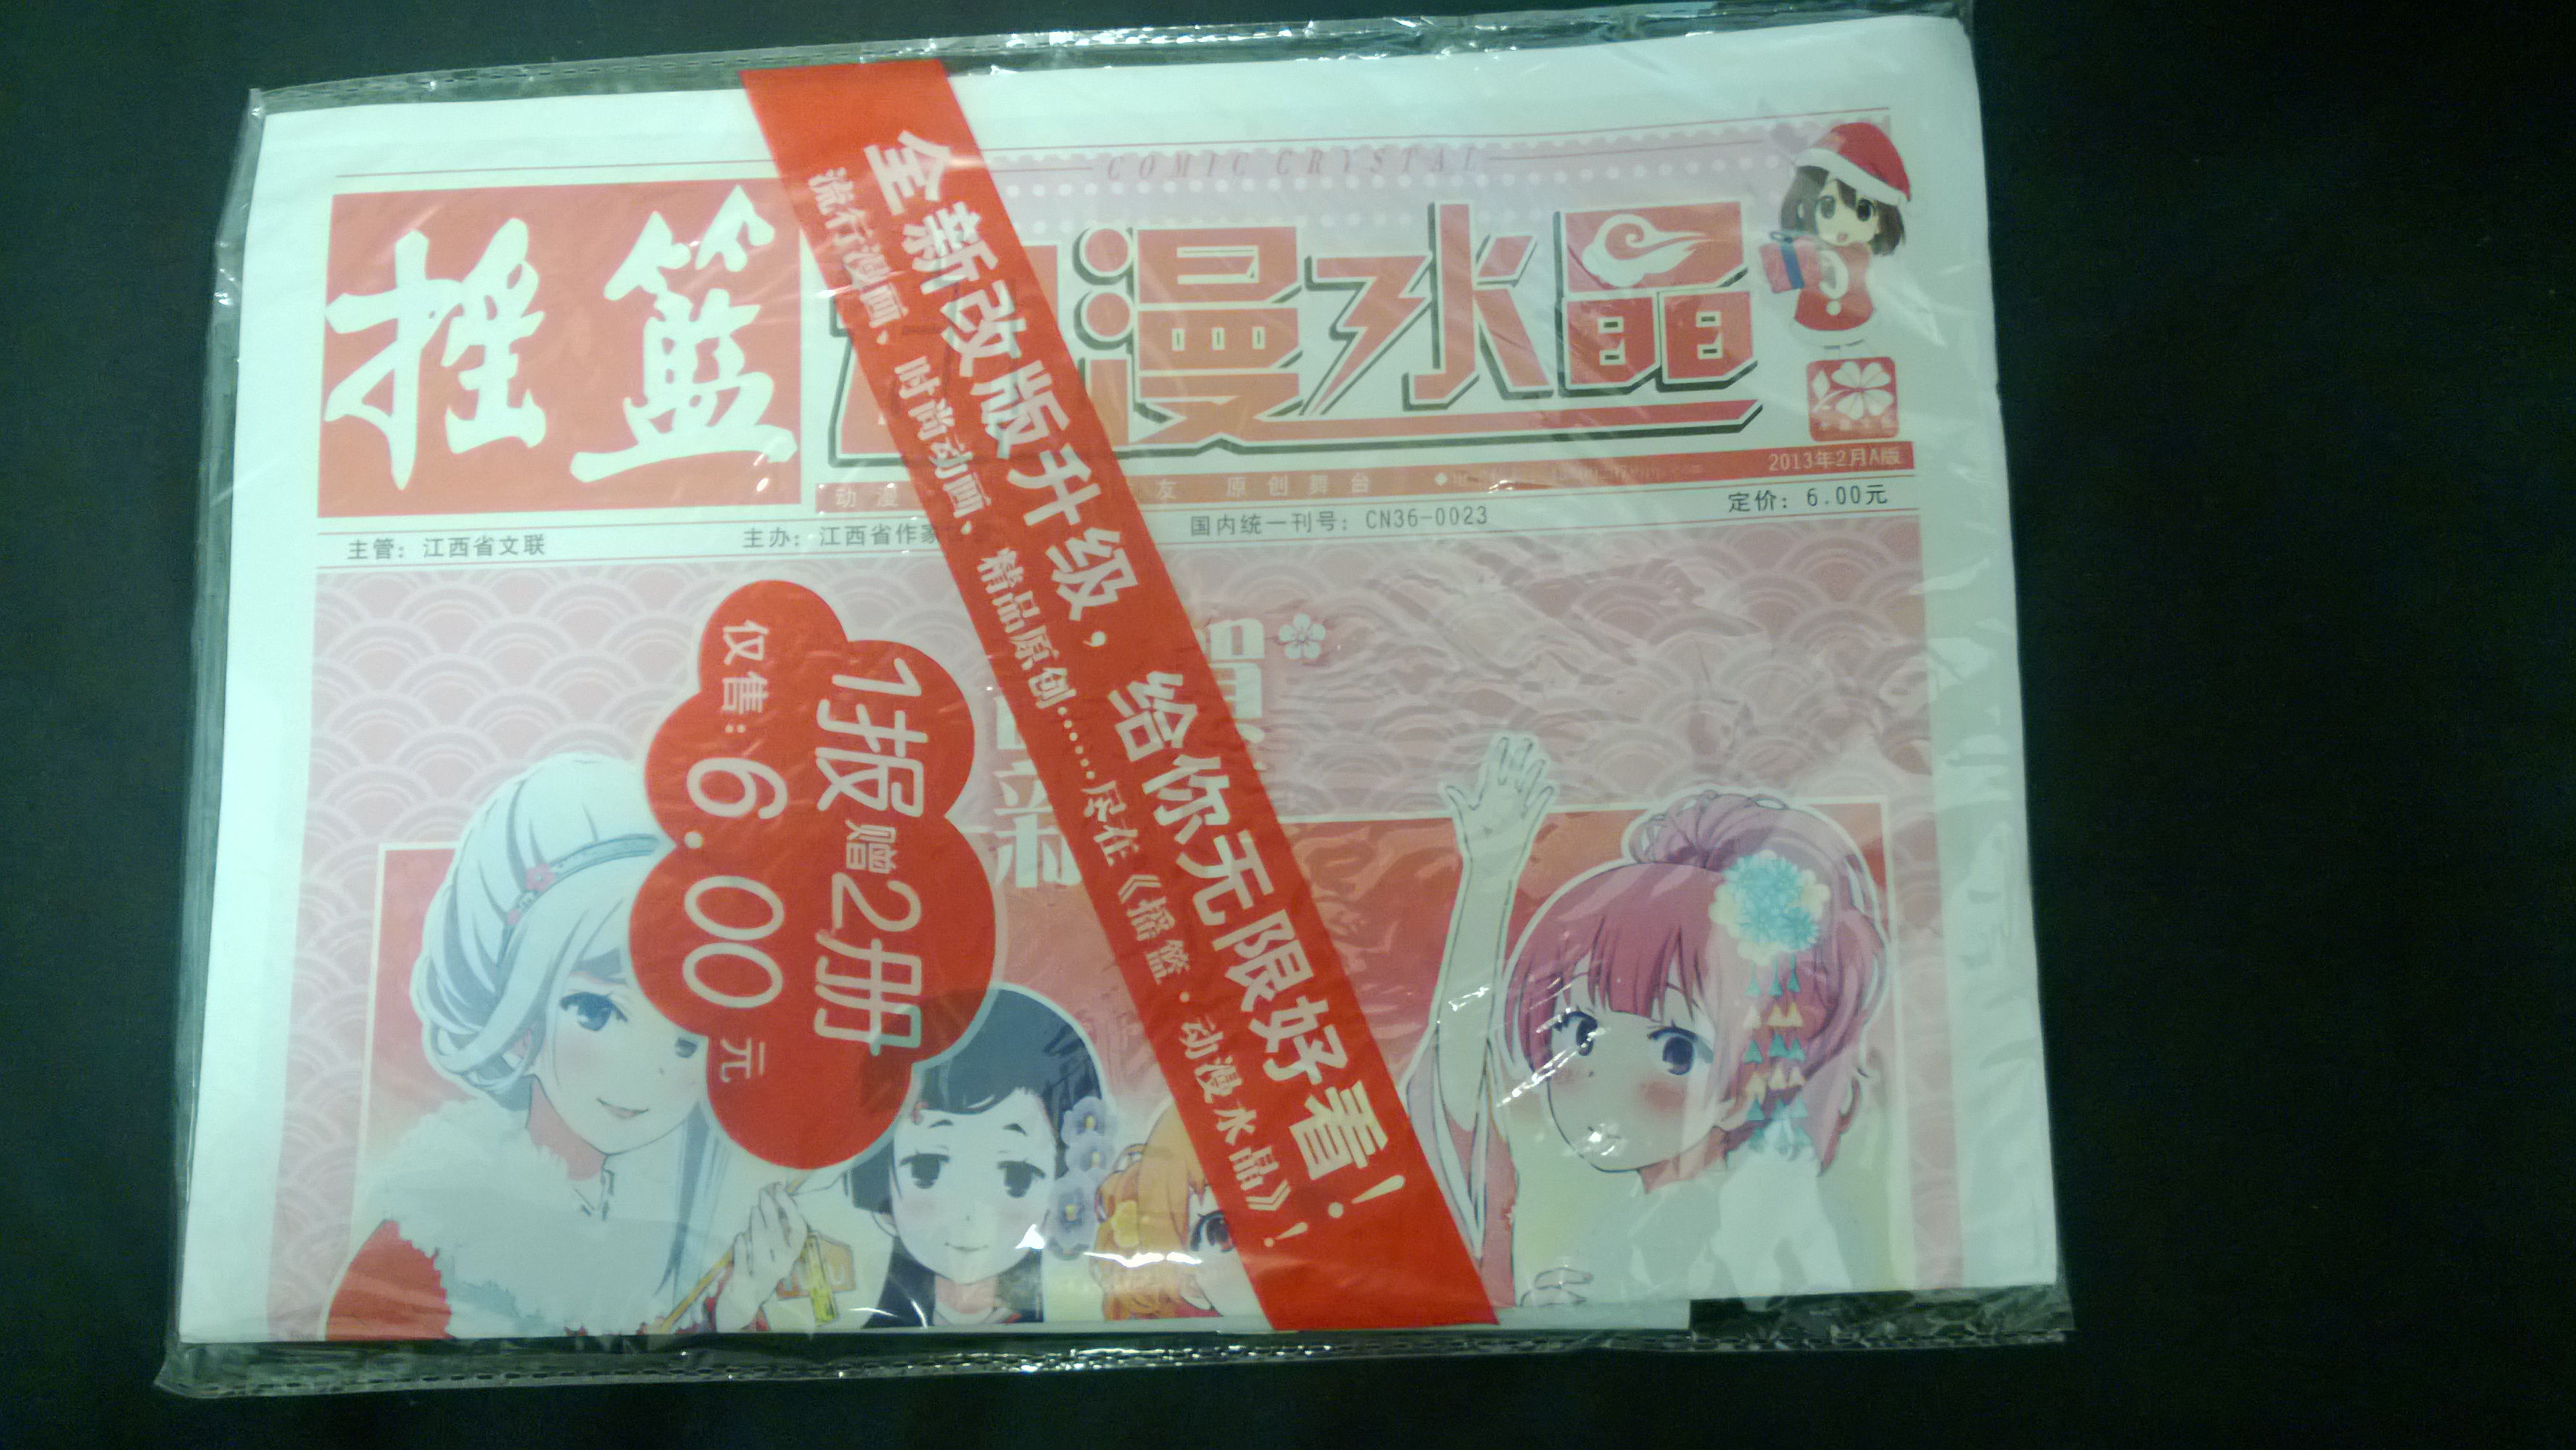 COMIC CRYSTAL
摇篮
漫水晶
2013年2月A版
动漫
友 原创舞台
定价：6.00元
主管：江西省文联
主办：江西省作家
国内统一刊号：CN36-0023
全新改版升级，给你无限好看！
流行漫画、时尚动画、精品原创……尽在《摇篮·动漫水晶》！
1报赠2册
仅售：6.00元
贺
新